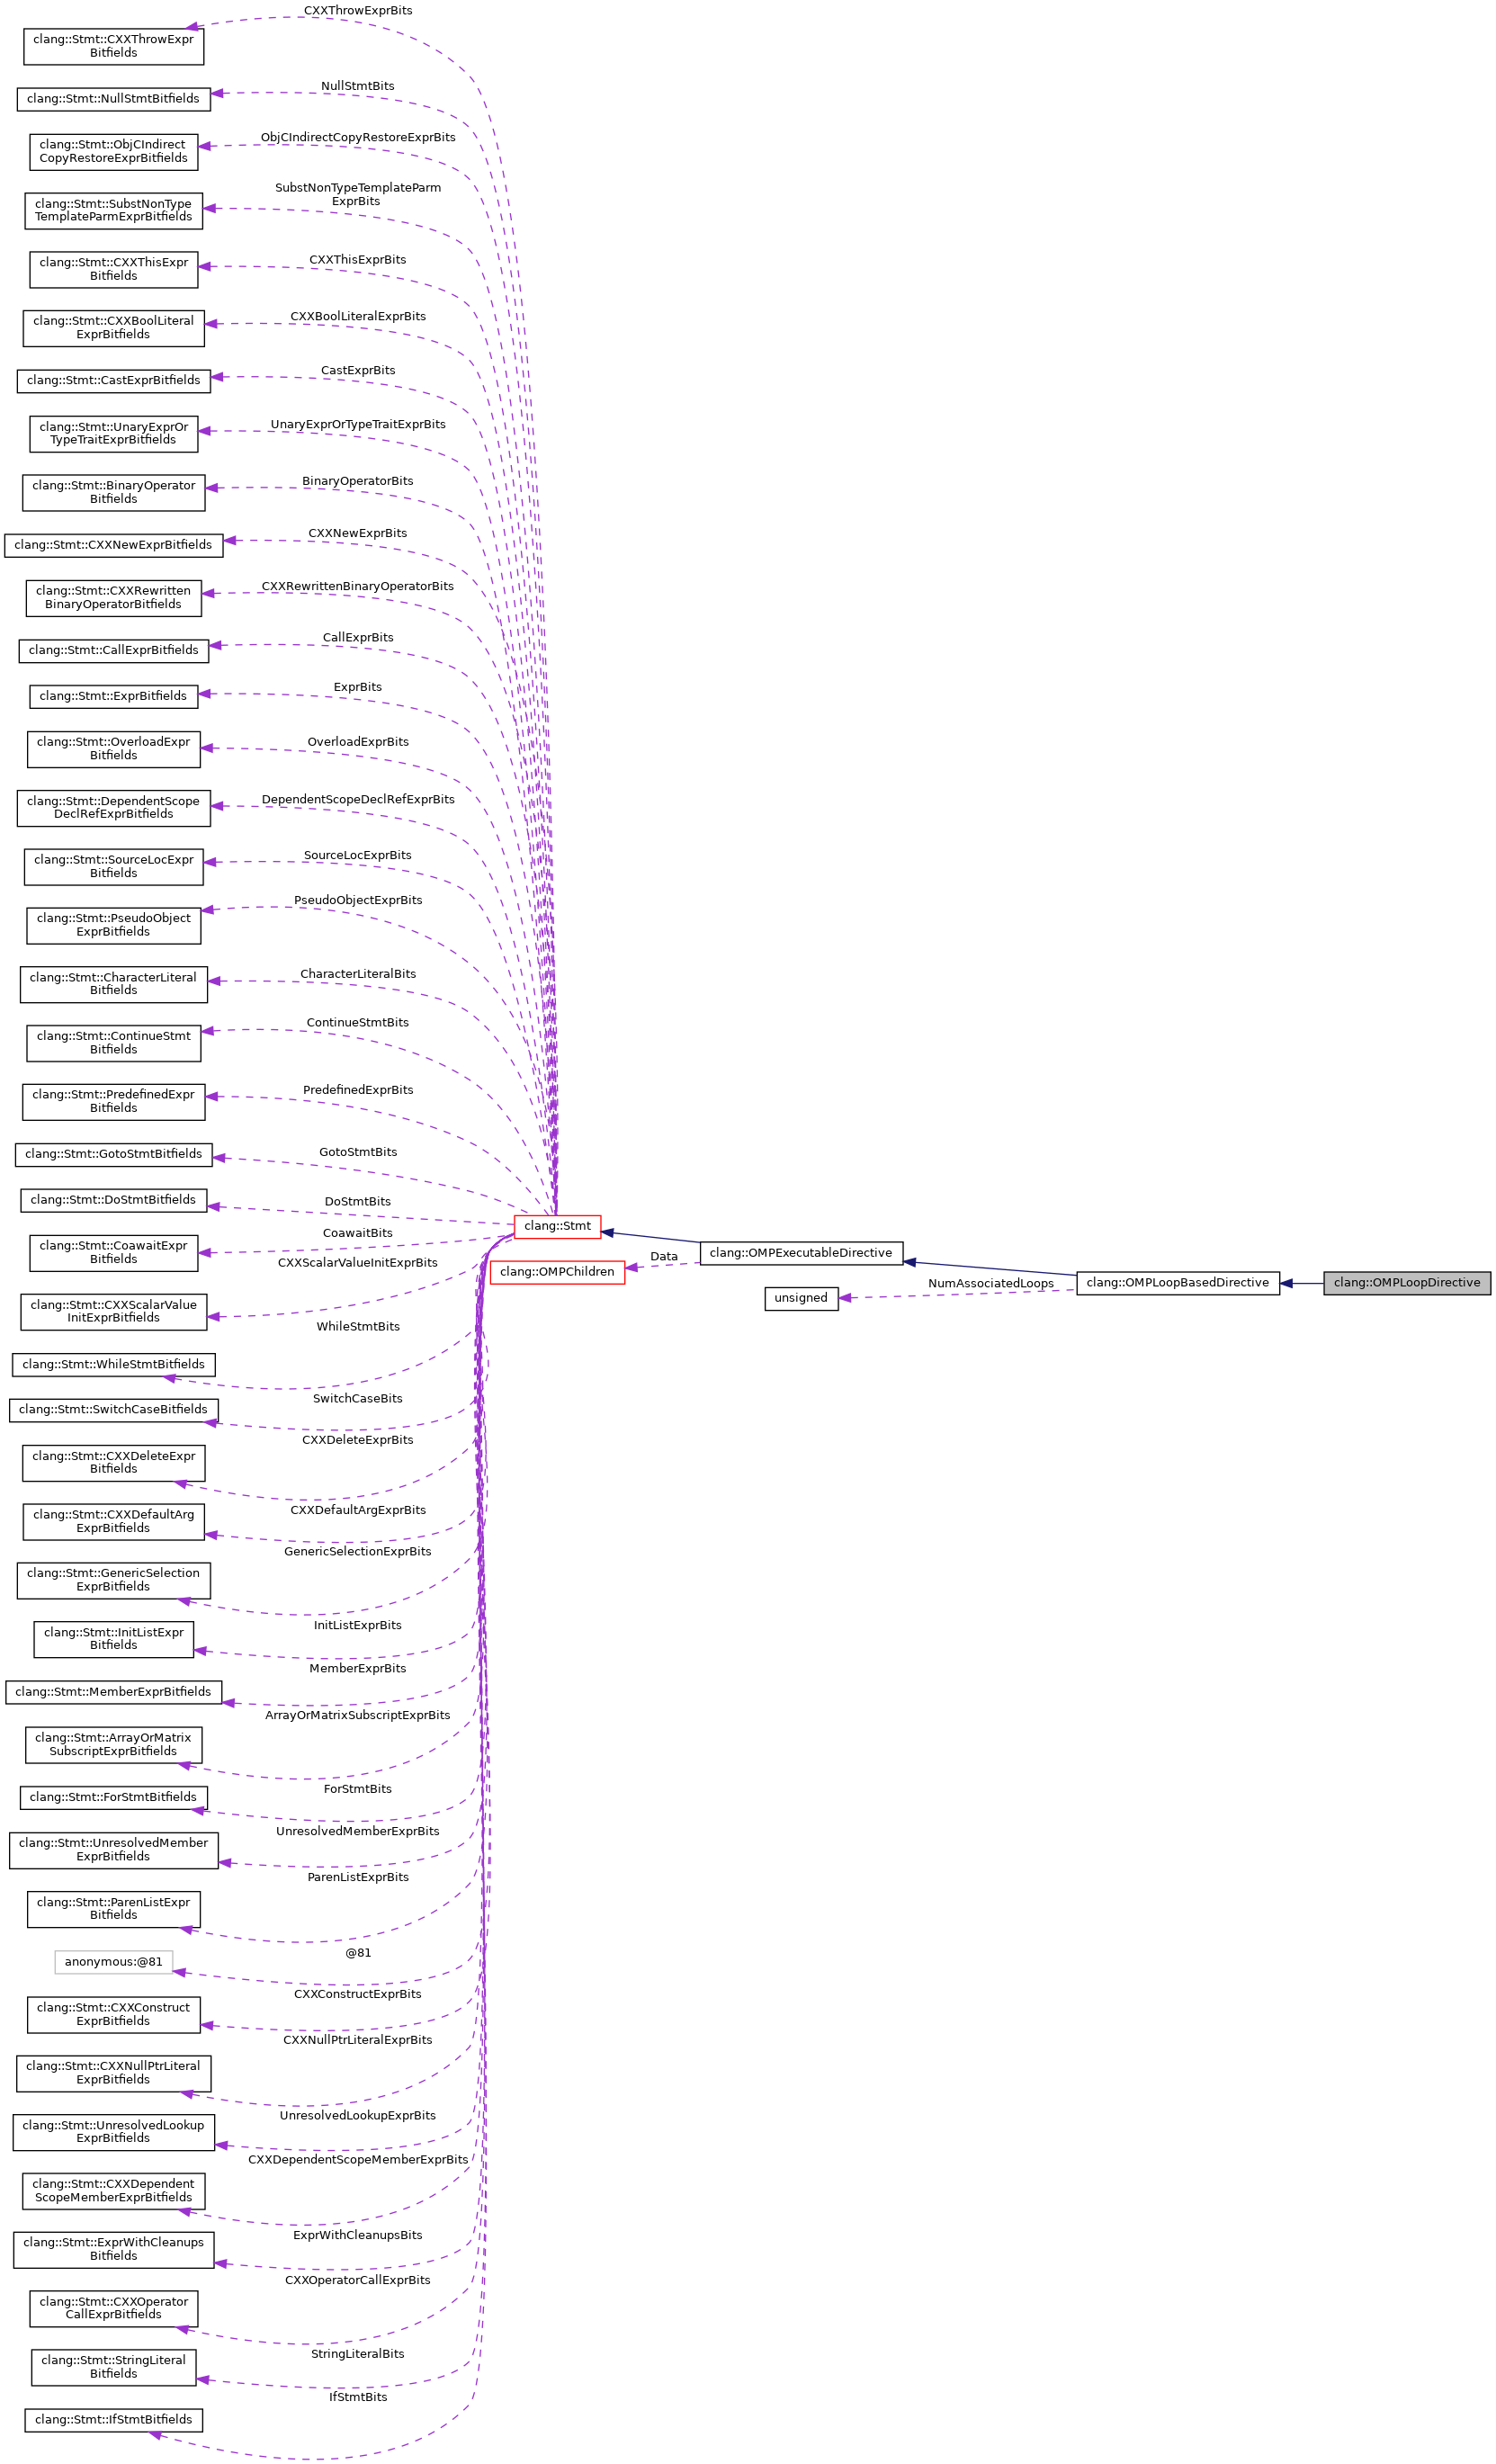 CXXThrowExprBits
clang::Stmt::CXXThrowExpr
Bitfields
NullStmtBits
clang::Stmt::NullStmtBitfields
ObjCIndirectCopyRestoreExprBits
clang::Stmt::ObjCIndirect
CopyRestoreExprBitfields
SubstNonTypeTemplateParm
ExprBits
clang::Stmt::SubstNonType
TemplateParmExprBitfields
CXXThisExprBits
clang::Stmt::CXXThisExpr
Bitfields
CXXBoolLiteralExprBits
clang::Stmt::CXXBoolLiteral
ExprBitfields
CastExprBits
clang::Stmt::CastExprBitfields
UnaryExprOrTypeTraitExprBits
clang::Stmt::UnaryExprOr
TypeTraitExprBitfields
BinaryOperatorBits
clang::Stmt::BinaryOperator
Bitfields
CXXNewExprBits
clang::Stmt::CXXNewExprBitfields
CXXRewrittenBinaryOperatorBits
clang::Stmt::CXXRewritten
BinaryOperatorBitfields
CallExprBits
clang::Stmt::CallExprBitfields
ExprBits
clang::Stmt::ExprBitfields
OverloadExprBits
clang::Stmt::OverloadExpr
Bitfields
DependentScopeDeclRefExprBits
clang::Stmt::DependentScope
DeclRefExprBitfields
SourceLocExprBits
clang::Stmt::SourceLocExpr
Bitfields
PseudoObjectExprBits
clang::Stmt::PseudoObject
ExprBitfields
CharacterLiteralBits
clang::Stmt::CharacterLiteral
Bitfields
ContinueStmtBits
clang::Stmt::ContinueStmt
Bitfields
PredefinedExprBits
clang::Stmt::PredefinedExpr
Bitfields
GotoStmtBits
clang::Stmt::GotoStmtBitfields
DoStmtBits
clang::Stmt::DoStmtBitfields
CoawaitBits
clang::Stmt::CoawaitExpr
Bitfields
clang::Stmt
clang::OMPChildren
Data
clang::OMPExecutableDirective
unsigned
NumAssociatedLoops
clang::OMPLoopBasedDirective
clang::OMPLoopDirective
CXXScalarValueInitExprBits
clang::Stmt::CXXScalarValue
InitExprBitfields
WhileStmtBits
clang::Stmt::WhileStmtBitfields
SwitchCaseBits
clang::Stmt::SwitchCaseBitfields
CXXDeleteExprBits
clang::Stmt::CXXDeleteExpr
Bitfields
CXXDefaultArgExprBits
clang::Stmt::CXXDefaultArg
ExprBitfields
GenericSelectionExprBits
clang::Stmt::GenericSelection
ExprBitfields
InitListExprBits
clang::Stmt::InitListExpr
Bitfields
MemberExprBits
clang::Stmt::MemberExprBitfields
ArrayOrMatrixSubscriptExprBits
clang::Stmt::ArrayOrMatrix
SubscriptExprBitfields
ForStmtBits
clang::Stmt::ForStmtBitfields
UnresolvedMemberExprBits
clang::Stmt::UnresolvedMember
ExprBitfields
ParenListExprBits
clang::Stmt::ParenListExpr
Bitfields
@81
anonymous:@81
CXXConstructExprBits
clang::Stmt::CXXConstruct
ExprBitfields
CXXNullPtrLiteralExprBits
clang::Stmt::CXXNullPtrLiteral
ExprBitfields
UnresolvedLookupExprBits
clang::Stmt::UnresolvedLookup
ExprBitfields
CXXDependentScopeMemberExprBits
clang::Stmt::CXXDependent
ScopeMemberExprBitfields
ExprWithCleanupsBits
clang::Stmt::ExprWithCleanups
Bitfields
CXXOperatorCallExprBits
clang::Stmt::CXXOperator
CallExprBitfields
StringLiteralBits
clang::Stmt::StringLiteral
Bitfields
IfStmtBits
clang::Stmt::IfStmtBitfields